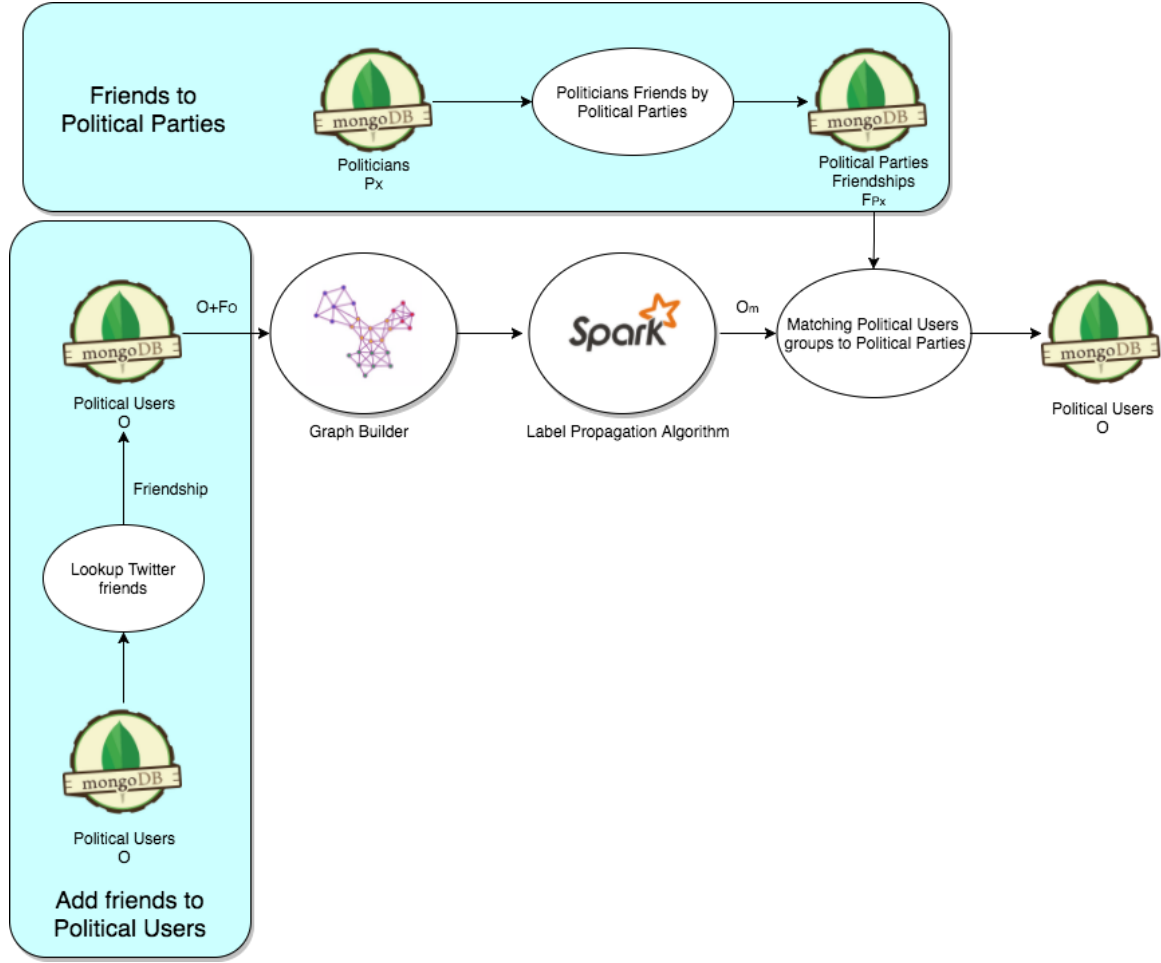 Friends to
Political Parties
mongoDB
Politicians
Px
Politicians Friends by
Political Parties
mongoDB
Political Parties
Friendships
FPx
mongoDB
Political Users
O
O+FO
Graph Builder
Spark
Label Propagation Algorithm
Om
Matching Political Users
groups to Political Parties
mongoDB
Political Users
O
Friendship
Lookup Twitter
friends
mongoDB
Political Users
O
Add friends to
Political Users